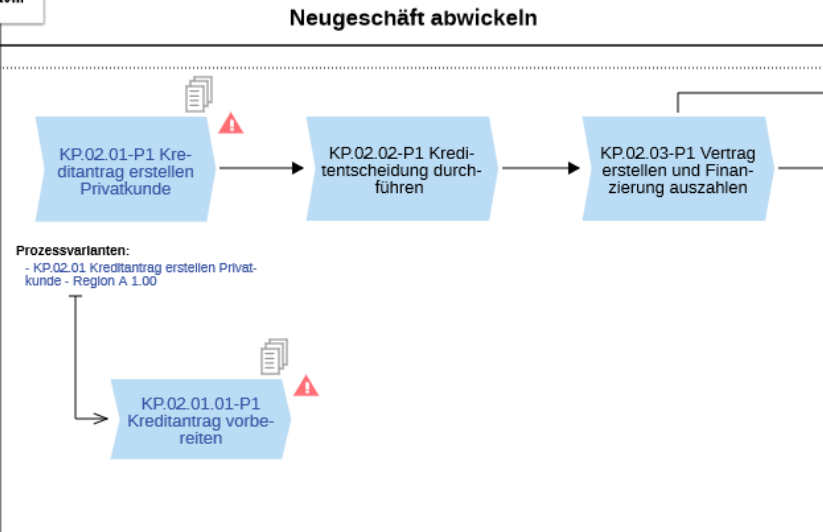 Neugeschäft abwickeln
KP.02.01-P1 Kre-
ditantrag erstellen
Privatkunde
KP.02.02-P1 Kredi-
tentscheidung durch-
führen
KP.02.03-P1 Vertrag
erstellen und Finan-
zierung auszahlen
Prozessvarianten:
- KP.02.01 Kreditantrag erstellen Privat-
kunde - Region A 1.00
KP.02.01.01-P1
Kreditantrag vorbe-
reiten